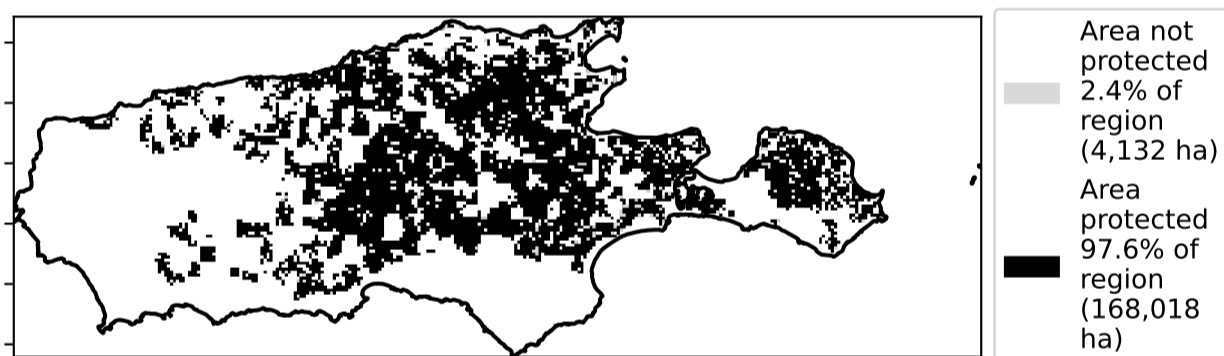 Area not
protected
2.4% of
region
(4,132 ha)
Area
protected
97.6% of
region
(168,018
ha)